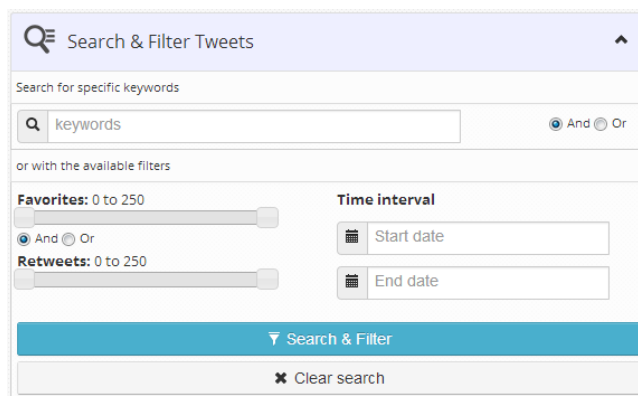 Search & Filter Tweets
Search for specific keywords
keywords
And Or
or with the available filters
Favorites: 0 to 250
And Or
Retweets: 0 to 250
Time interval
Start date
End date
Search & Filter
Clear search